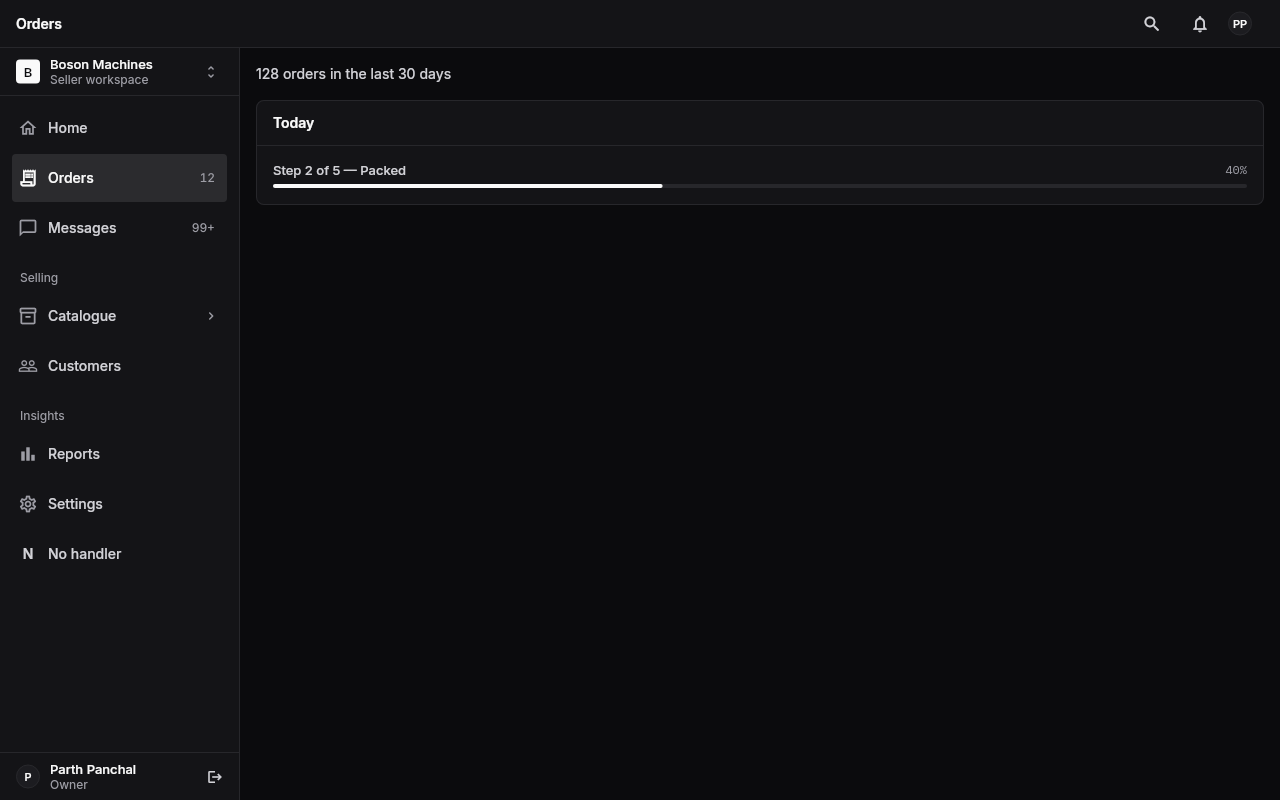 Orders
PP
B
Boson Machines
Seller workspace
Home
Orders 12
Messages 99+
Selling
Catalogue
Customers
Insights
Reports
Settings
N No handler
P
Parth Panchal
Owner
128 orders in the last 30 days
Today
Step 2 of 5 — Packed 40%